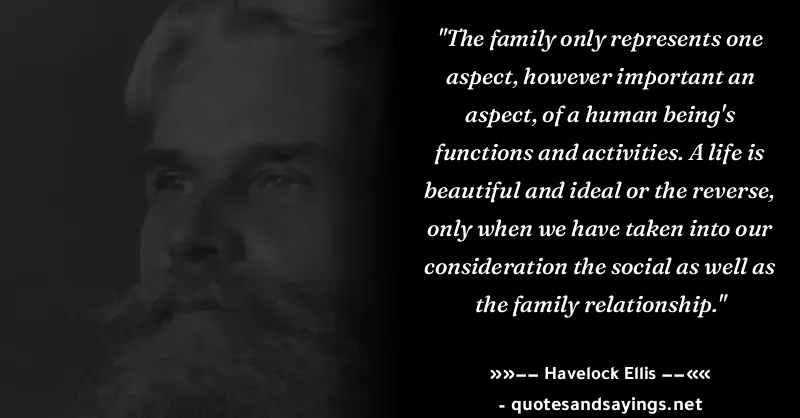 "The family only represents one
aspect, however important an
aspect, of a human being's
functions and activities. A life is
beautiful and ideal or the reverse,
only when we have taken into our
consideration the social as well as
the family relationship."
»»–– Havelock Ellis ––««
- quotesandsayings.net